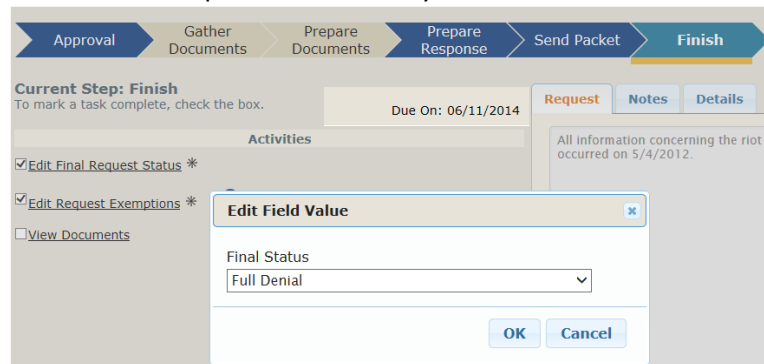 Approval
Gather
Documents
Prepare
Documents
Prepare
Response
Send Packet
Finish
Current Step: Finish
To mark a task complete, check the box.
Due On: 06/11/2014
Request
Notes
Details
Activities
All information concerning the riot
occurred on 5/4/2012.
Edit Final Request Status *
Edit Request Exemptions *
View Documents
Edit Field Value
Final Status
Full Denial
OK
Cancel